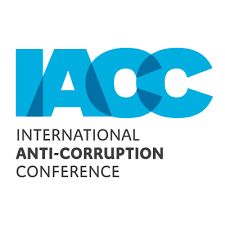 IACC
INTERNATIONAL
ANTI-CORRUPTION
CONFERENCE